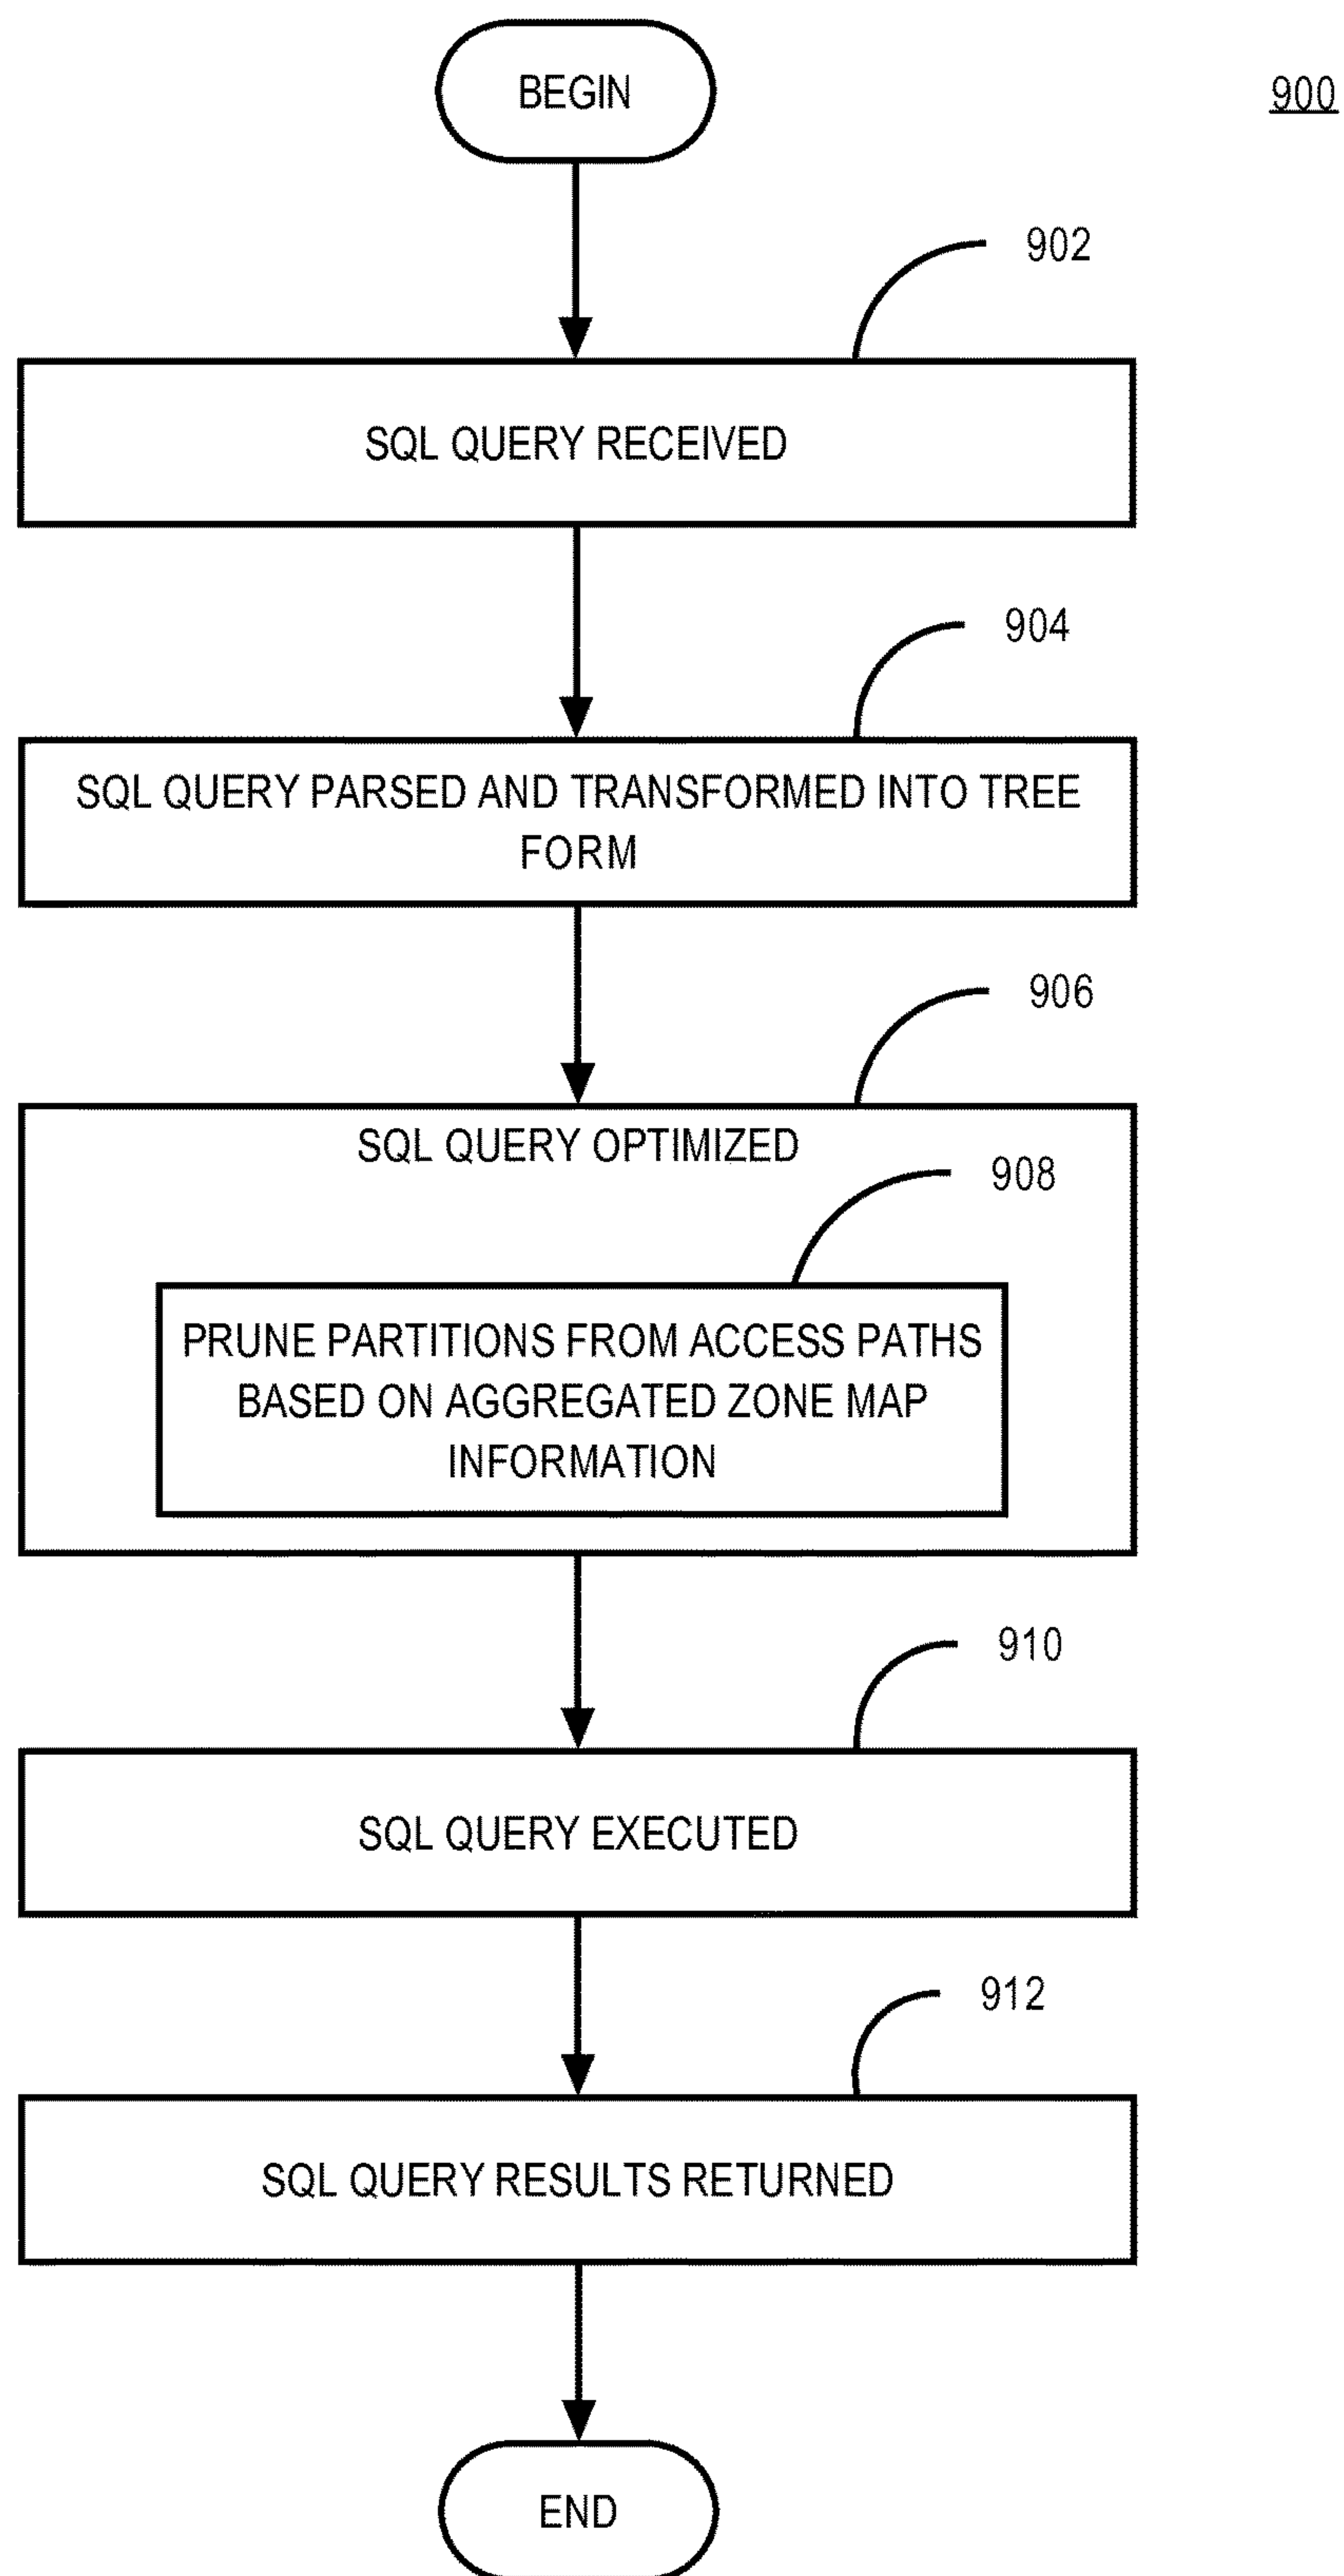 BEGIN
900
902
SQL QUERY RECEIVED
904
SQL QUERY PARSED AND TRANSFORMED INTO TREE
FORM
906
SQL QUERY OPTIMIZED
908
PRUNE PARTITIONS FROM ACCESS PATHS
BASED ON AGGREGATED ZONE MAP
INFORMATION
910
SQL QUERY EXECUTED
912
SQL QUERY RESULTS RETURNED
END